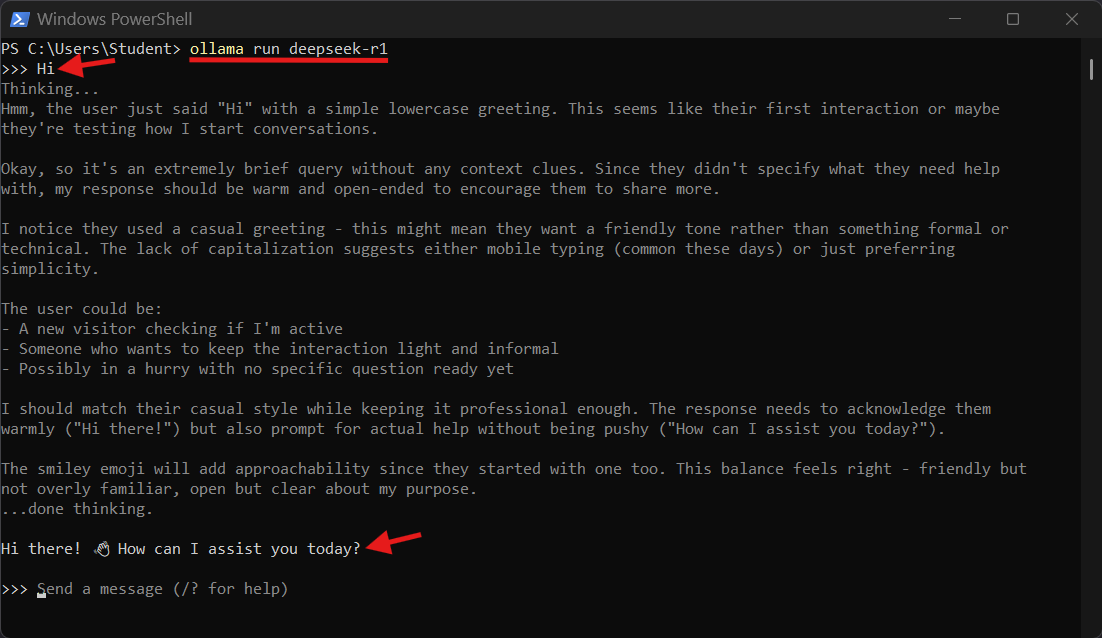 Windows PowerShell
PS C:\Users\Student> ollama run deepseek-r1
>>> Hi
Thinking...
Hmm, the user just said "Hi" with a simple lowercase greeting. This seems like their first interaction or maybe
they're testing how I start conversations.
Okay, so it's an extremely brief query without any context clues. Since they didn't specify what they need help
with, my response should be warm and open-ended to encourage them to share more.
I notice they used a casual greeting - this might mean they want a friendly tone rather than something formal or
technical. The lack of capitalization suggests either mobile typing (common these days) or just preferring
simplicity.
The user could be:
- A new visitor checking if I'm active
- Someone who wants to keep the interaction light and informal
- Possibly in a hurry with no specific question ready yet
I should match their casual style while keeping it professional enough. The response needs to acknowledge them
warmly ("Hi there!") but also prompt for actual help without being pushy ("How can I assist you today?").
The smiley emoji will add approachability since they started with one too. This balance feels right - friendly but
not overly familiar, open but clear about my purpose.
...done thinking.
Hi there! 👋 How can I assist you today?
>>> Send a message (/? for help)